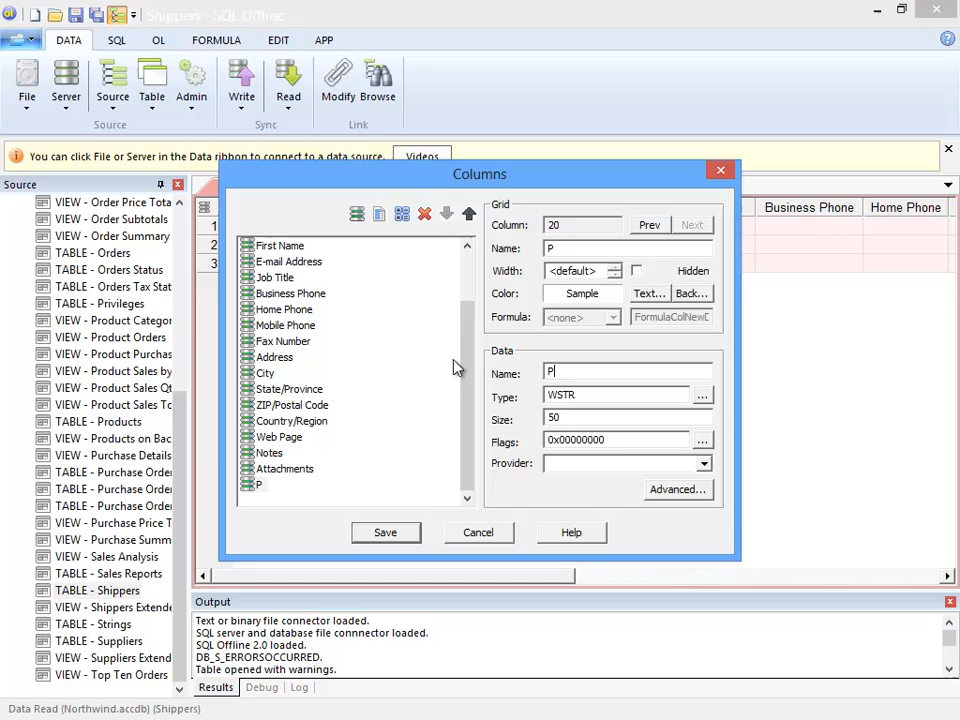 Shippers - SQL Offline
DATA SQL OL FORMULA EDIT APP
File Server Source Table Admin Write Read Modify Browse
Source Sync Link
You can click File or Server in the Data ribbon to connect to a data source. Videos
Source
VIEW - Order Price Tota
VIEW - Order Subtotals
VIEW - Order Summary
TABLE - Orders
VIEW - Orders Status
TABLE - Orders Tax Stat
TABLE - Privileges
VIEW - Product Categor
VIEW - Product Orders
VIEW - Product Purchas
VIEW - Product Sales by
VIEW - Product Sales Qt
VIEW - Product Sales To
TABLE - Products
VIEW - Products on Bac
VIEW - Purchase Details
TABLE - Purchase Orde
TABLE - Purchase Orde
TABLE - Purchase Orde
VIEW - Purchase Price T
VIEW - Purchase Summ
VIEW - Sales Analysis
TABLE - Sales Reports
TABLE - Shippers
VIEW - Shippers Extende
TABLE - Strings
TABLE - Suppliers
VIEW - Suppliers Extend
VIEW - Top Ten Orders
Business Phone Home Phone
1
2
3
Columns
First Name
E-mail Address
Job Title
Business Phone
Home Phone
Mobile Phone
Fax Number
Address
City
State/Province
ZIP/Postal Code
Country/Region
Web Page
Notes
Attachments
P
Grid
Column: 20 Prev Next
Name: P
Width: <default> Hidden
Color: Sample Text... Back...
Formula: <none> FormulaColNewD
Data
Name: P
Type: WSTR ...
Size: 50
Flags: 0x00000000 ...
Provider:
Advanced...
Save Cancel Help
Output
Text or binary file connector loaded.
SQL server and database file connnector loaded.
SQL Offline 2.0 loaded.
DB_S_ERRORSOCCURRED.
Table opened with warnings.
Results Debug Log
Data Read (Northwind.accdb) (Shippers)